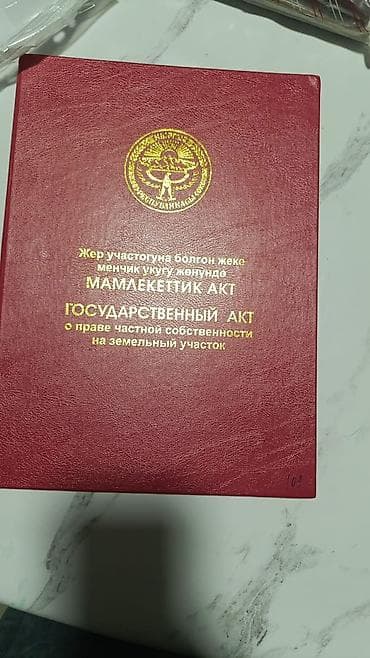 Жер участогуна болгон жеке
менчик укугу жөнүндө
МАМЛЕКЕТТИК АКТ
ГОСУДАРСТВЕННЫЙ АКТ
о праве частной собственности
на земельный участок